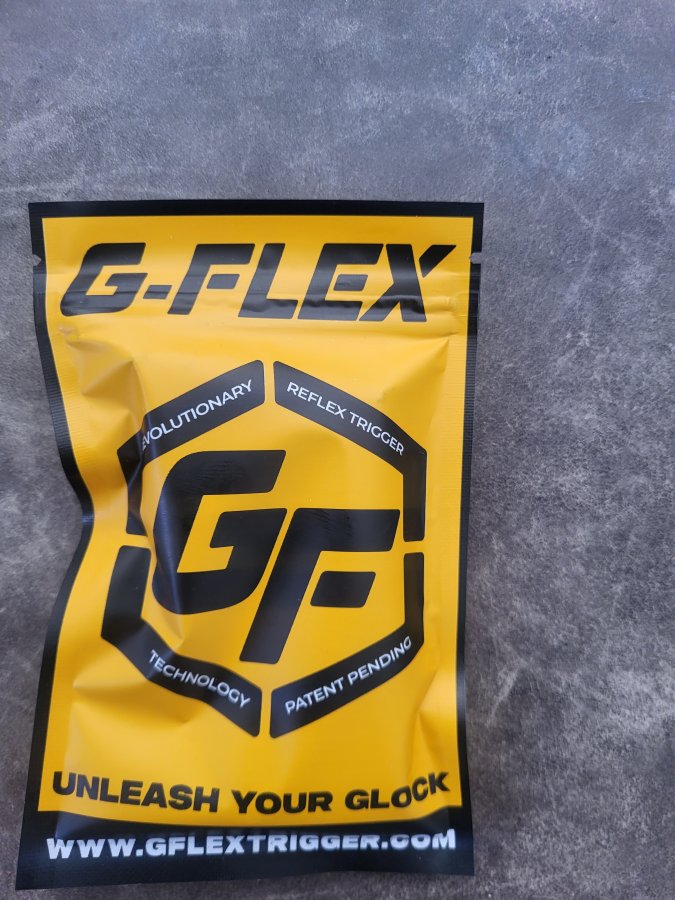 G-FLEX
EVOLUTIONARY
REFLEX TRIGGER
GF
TECHNOLOGY
PATENT PENDING
UNLEASH YOUR GLOCK
WWW.GFLEXTRIGGER.COM